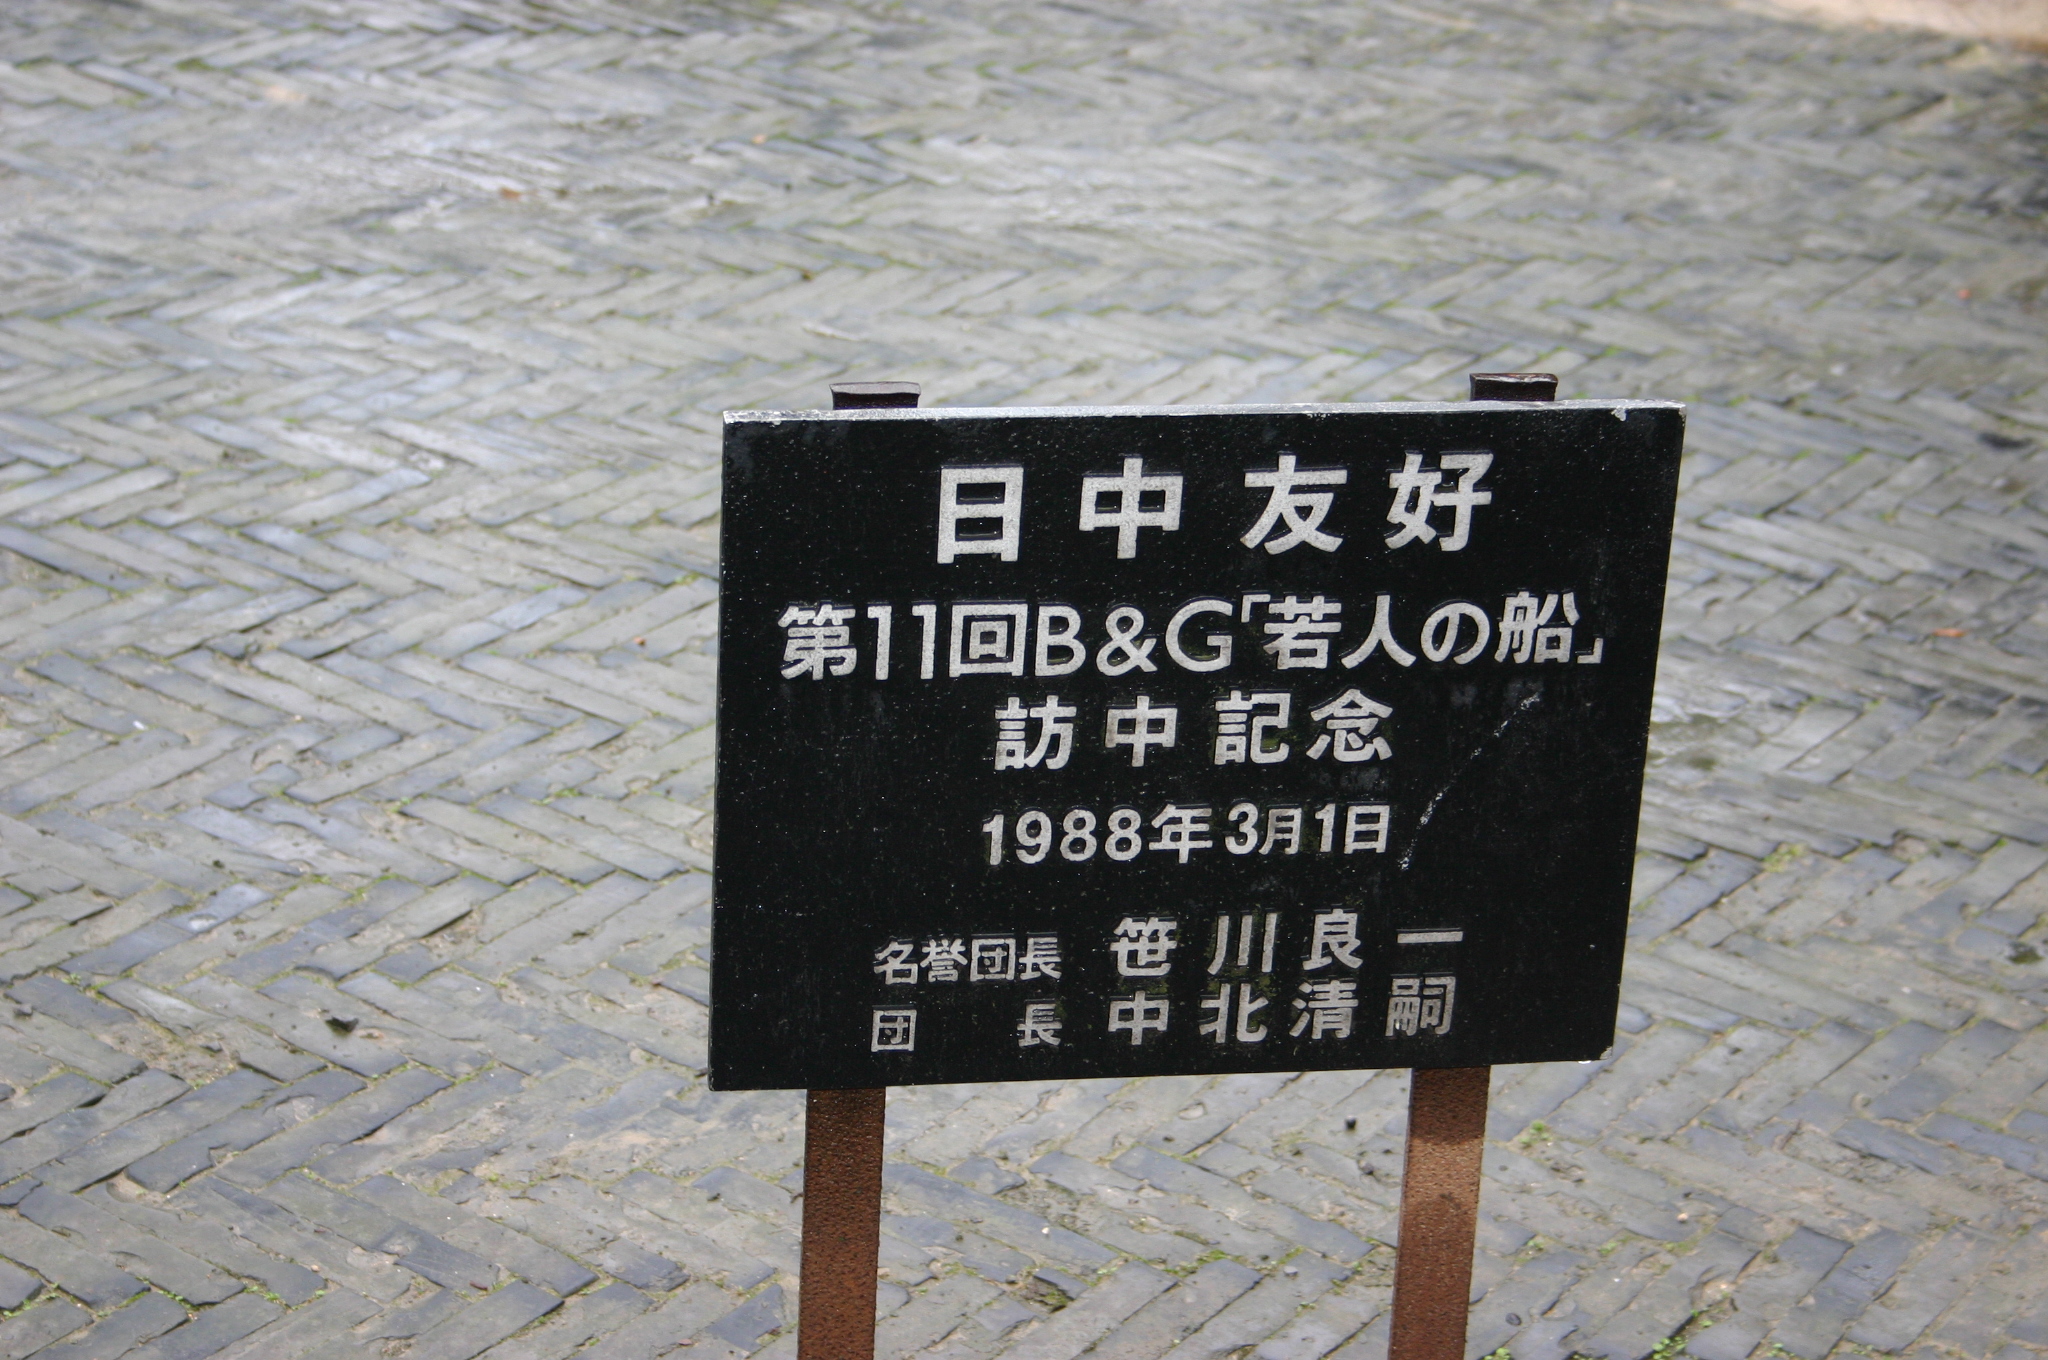 日中友好
第11回B&G「若人の船」
訪中記念
1988年3月1日
名誉団長 笹川良一
団長 中北清嗣